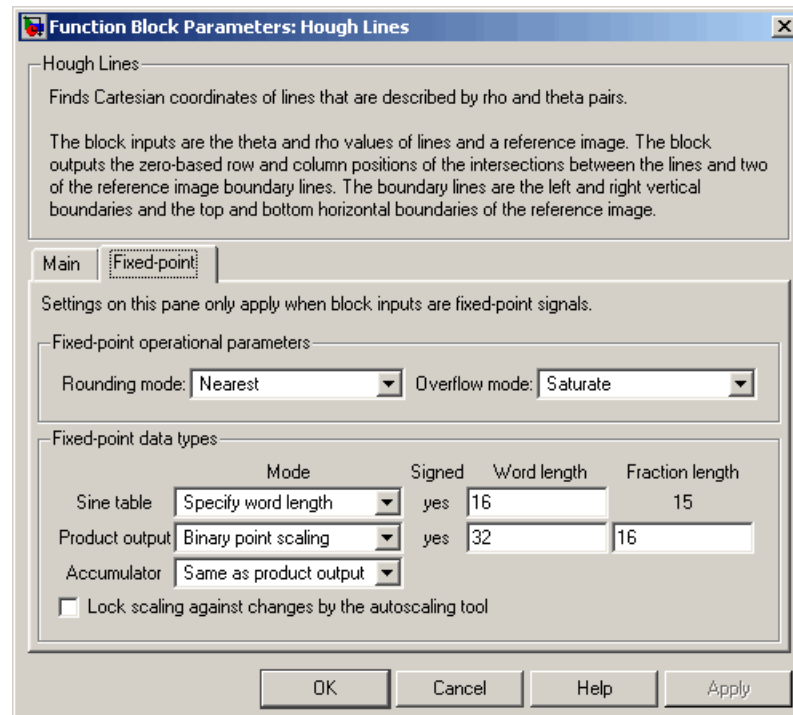 Function Block Parameters: Hough Lines
Hough Lines
Finds Cartesian coordinates of lines that are described by rho and theta pairs.
The block inputs are the theta and rho values of lines and a reference image. The block
outputs the zero-based row and column positions of the intersections between the lines and two
of the reference image boundary lines. The boundary lines are the left and right vertical
boundaries and the top and bottom horizontal boundaries of the reference image.
Main Fixed-point
Settings on this pane only apply when block inputs are fixed-point signals.
Fixed-point operational parameters
Rounding mode: Nearest Overflow mode: Saturate
Fixed-point data types
Mode Signed Word length Fraction length
Sine table Specify word length yes 16 15
Product output Binary point scaling yes 32 16
Accumulator Same as product output
Lock scaling against changes by the autoscaling tool
OK Cancel Help Apply